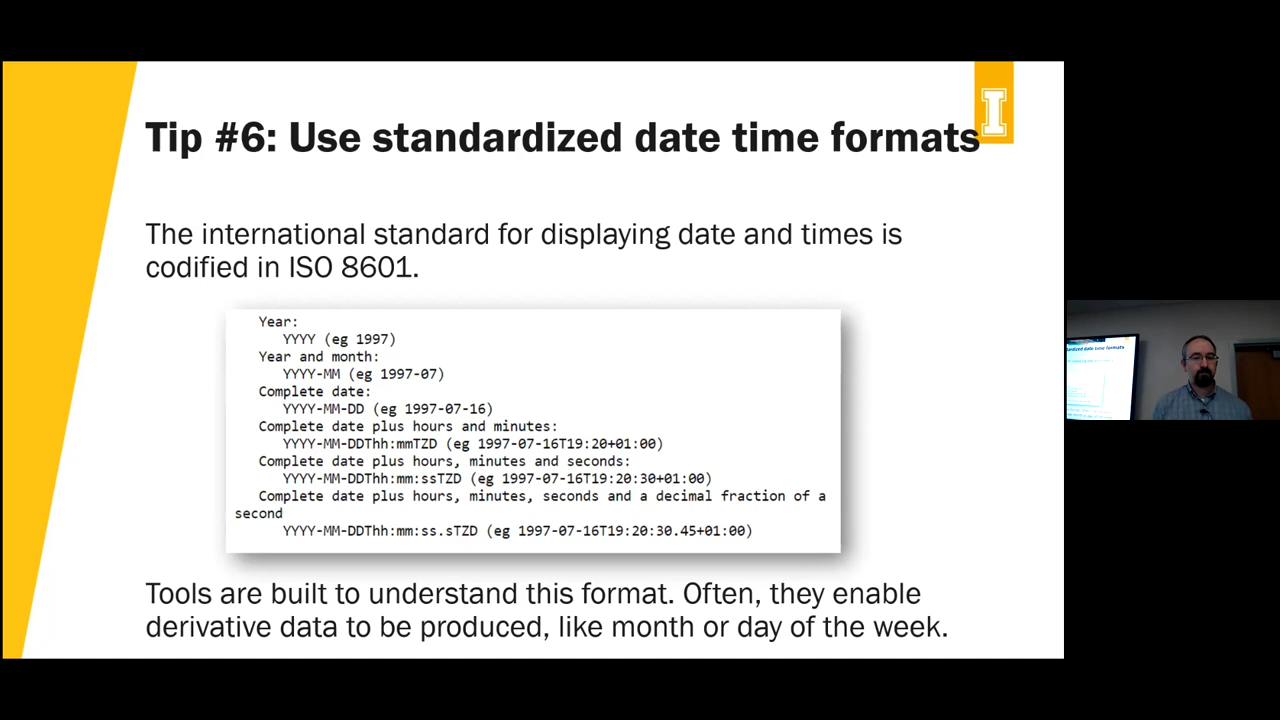 Tip #6: Use standardized date time formats
I
The international standard for displaying date and times is
codified in ISO 8601.
Year:
YYYY (eg 1997)
Year and month:
YYYY-MM (eg 1997-07)
Complete date:
YYYY-MM-DD (eg 1997-07-16)
Complete date plus hours and minutes:
YYYY-MM-DDThh:mmTZD (eg 1997-07-16T19:20+01:00)
Complete date plus hours, minutes and seconds:
YYYY-MM-DDThh:mm:ssTZD (eg 1997-07-16T19:20:30+01:00)
Complete date plus hours, minutes, seconds and a decimal fraction of a
second
YYYY-MM-DDThh:mm:ss.sTZD (eg 1997-07-16T19:20:30.45+01:00)
Tools are built to understand this format. Often, they enable
derivative data to be produced, like month or day of the week.
dardized date time formats